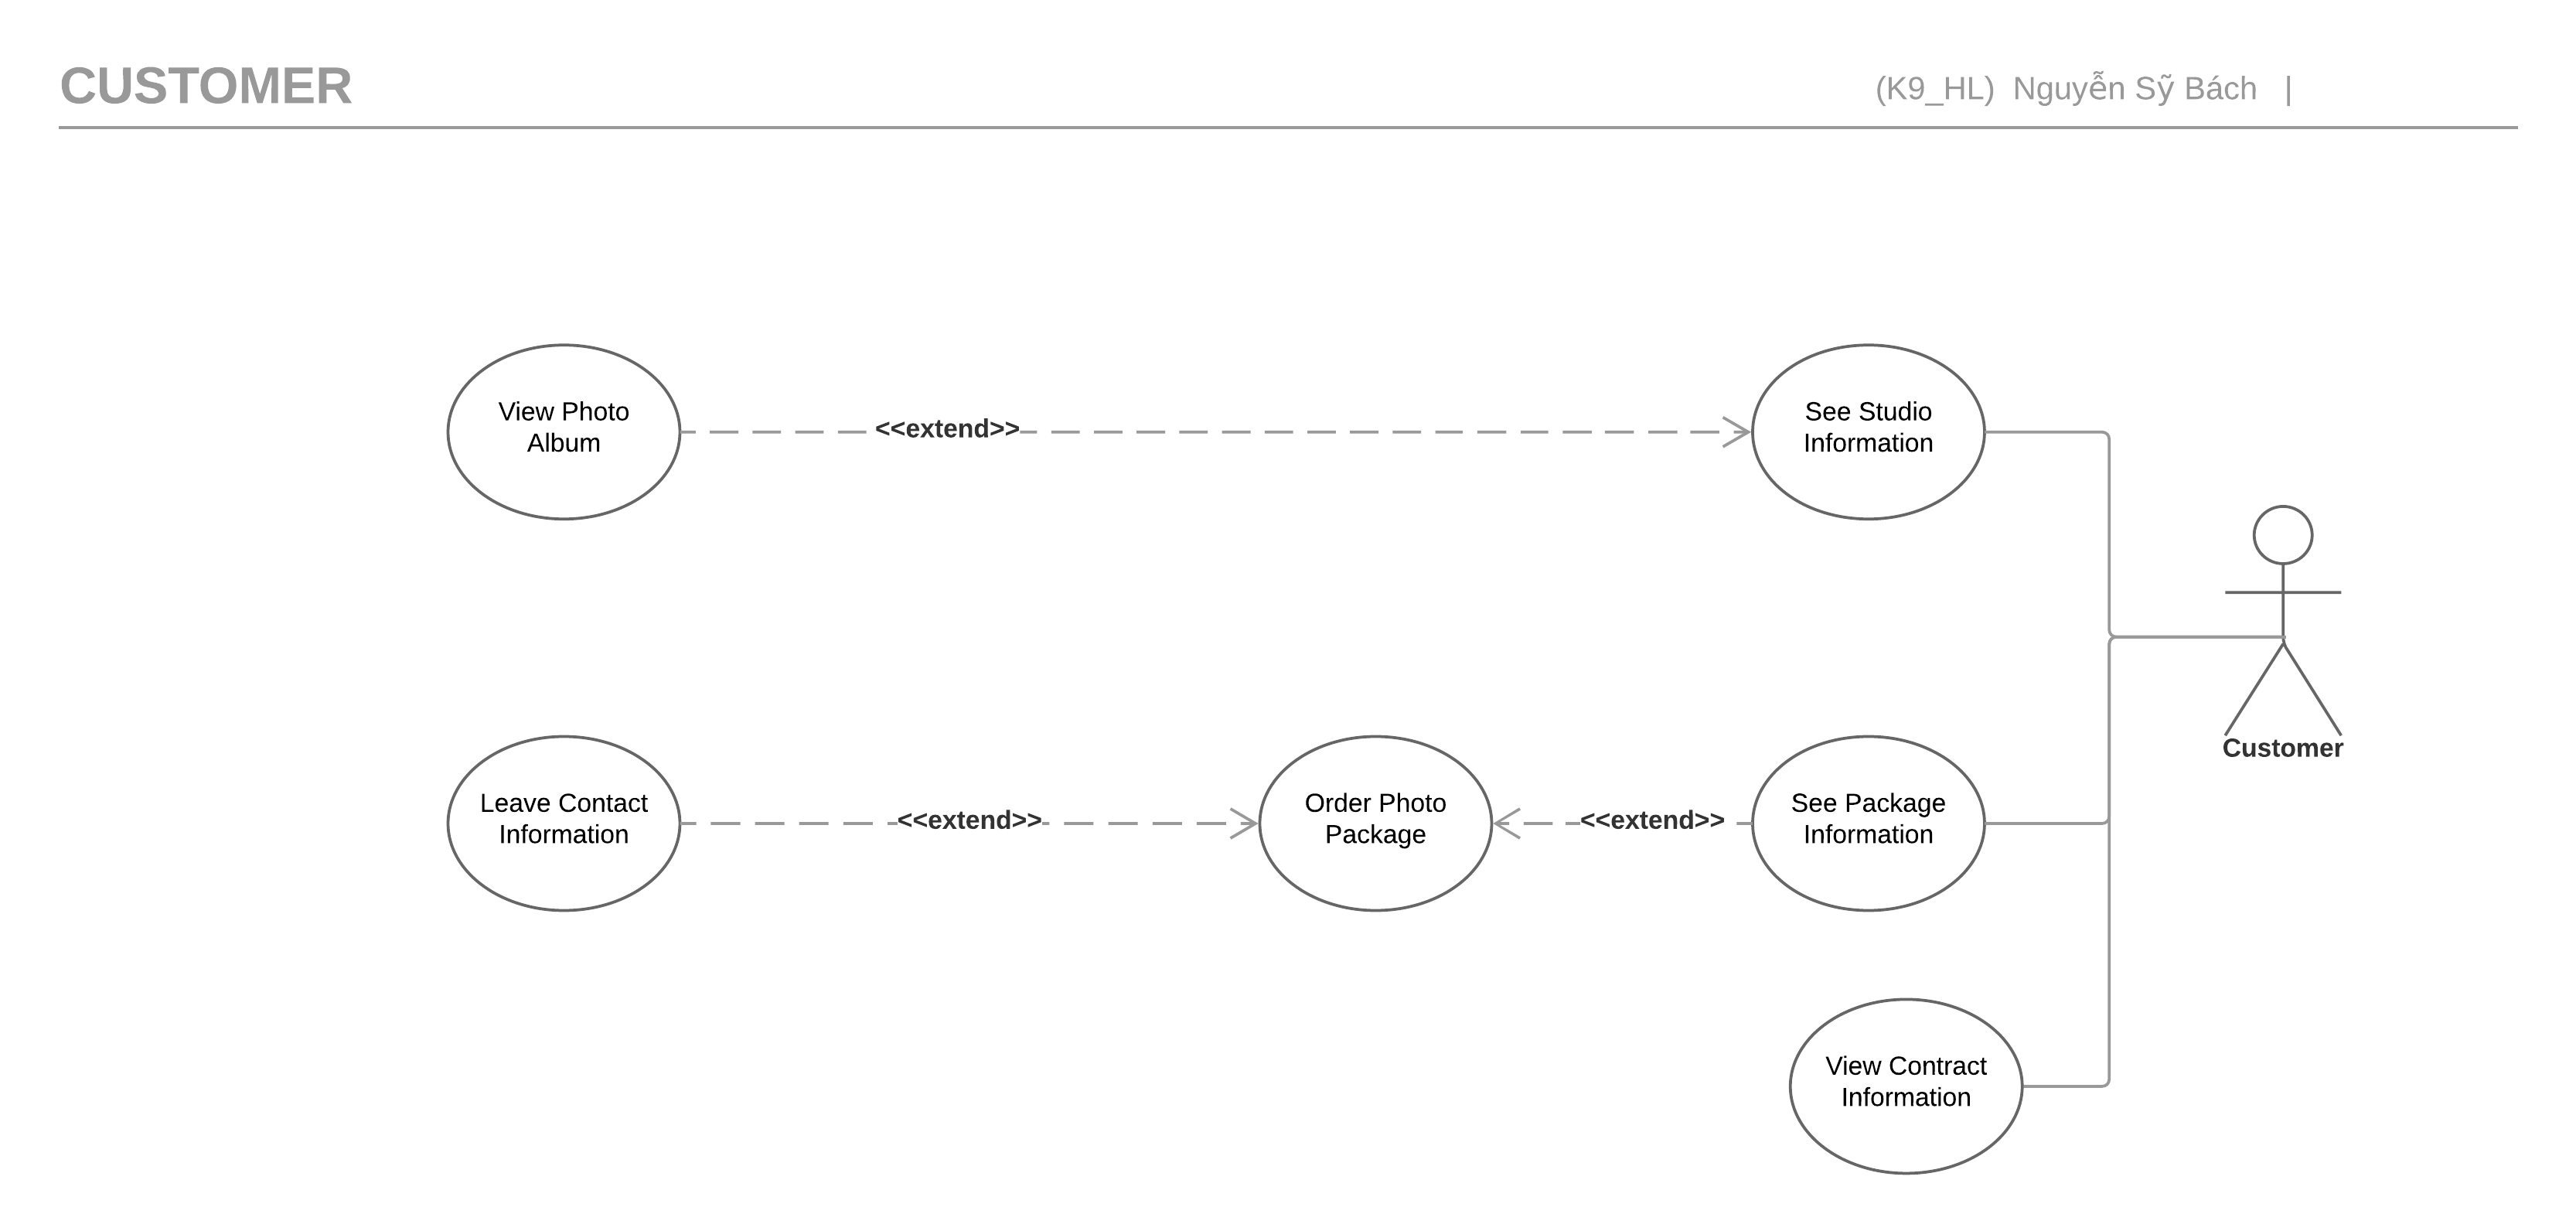 CUSTOMER
(K9_HL)  Nguyễn Sỹ Bách   |
View Photo
Album
<<extend>>
See Studio
Information
Customer
Leave Contact
Information
<<extend>>
Order Photo
Package
<<extend>>
See Package
Information
View Contract
Information